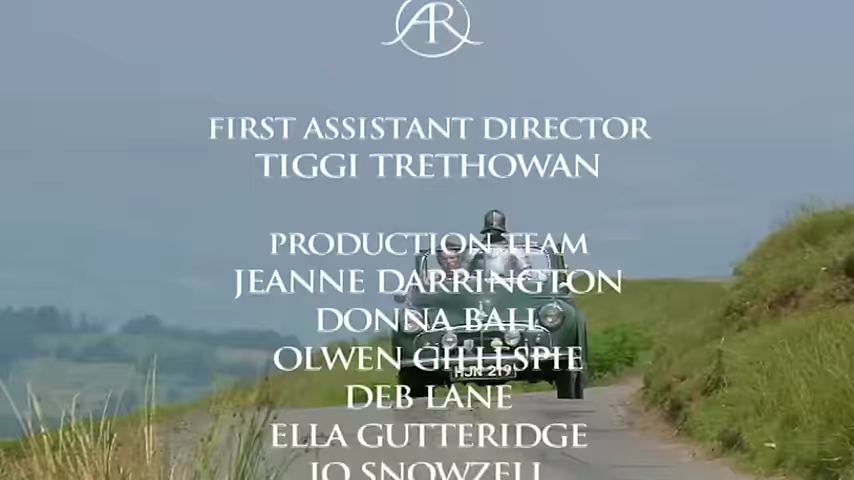 AR
FIRST ASSISTANT DIRECTOR
TIGGI TRETHOWAN
PRODUCTION TEAM
JEANNE DARRINGTON
DONNA BALL
OLWEN GILLESPIE
DEB LANE
HJN 219
ELLA GUTTERIDGE
JO SNOWZELL